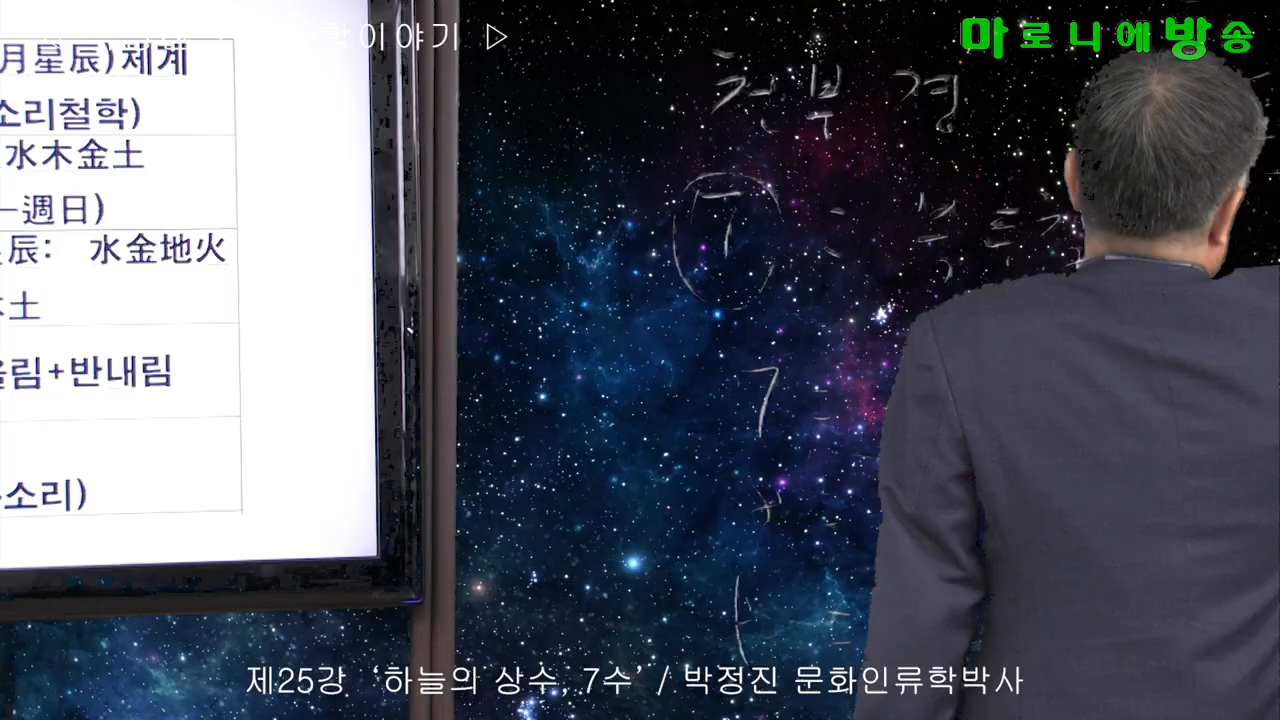 학이야기 ▷
마로니에방송
月星辰)체계
소리철학)
水木金土
一週日)
辰: 水金地火
土
림+반내림
소리)
천부경
7
제25강 ‘하늘의 상수, 7수’ / 박정진 문화인류학박사